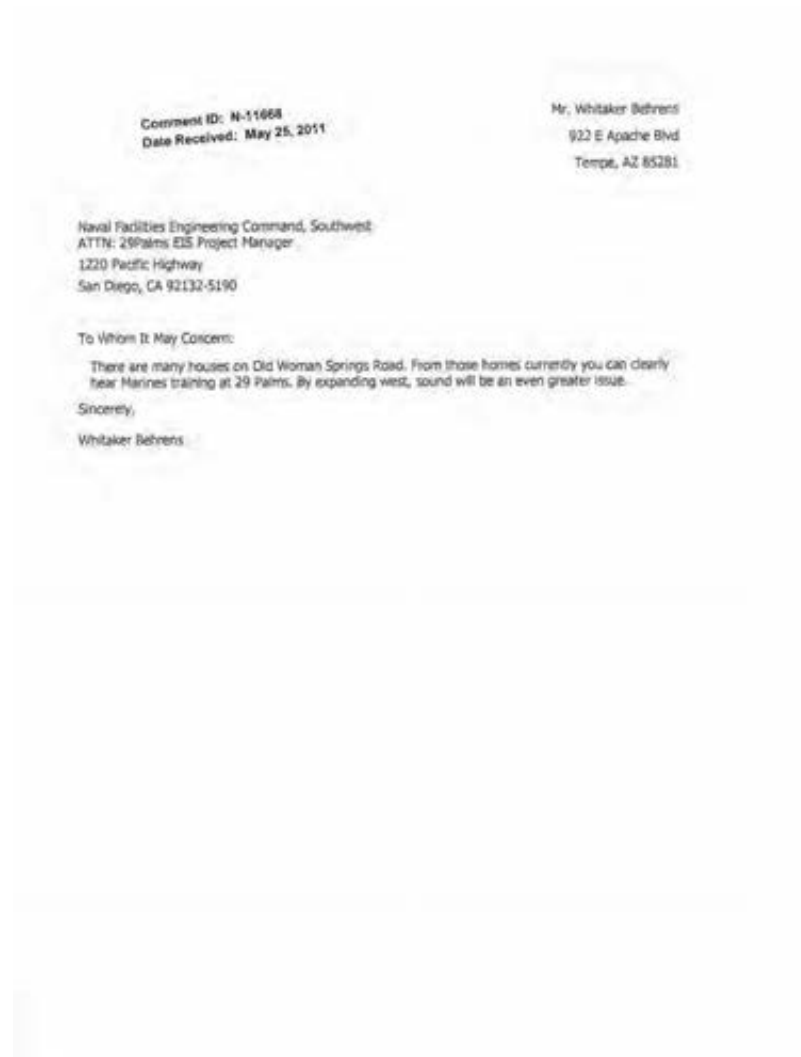 Comment ID: N-11668
Date Received: May 25, 2011
Mr. Whitaker Behrens
922 E Apache Blvd
Tempe, AZ 85281
Naval Facilities Engineering Command, Southwest
ATTN: 29Palms EIS Project Manager
1220 Pacific Highway
San Diego, CA 92132-5190
To Whom It May Concern:
There are many houses on Old Woman Springs Road. From those homes currently you can clearly
hear Marines training at 29 Palms. By expanding west, sound will be an even greater issue.
Sincerely,
Whitaker Behrens